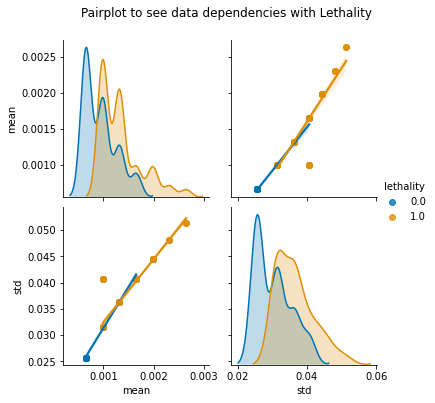 Pairplot to see data dependencies with Lethality
0.0025
0.0020
0.0015
0.0010
mean
lethality
0.0
1.0
0.050
0.045
0.040
0.035
0.030
0.025
std
0.001 0.002 0.003
mean
0.02 0.04 0.06
std